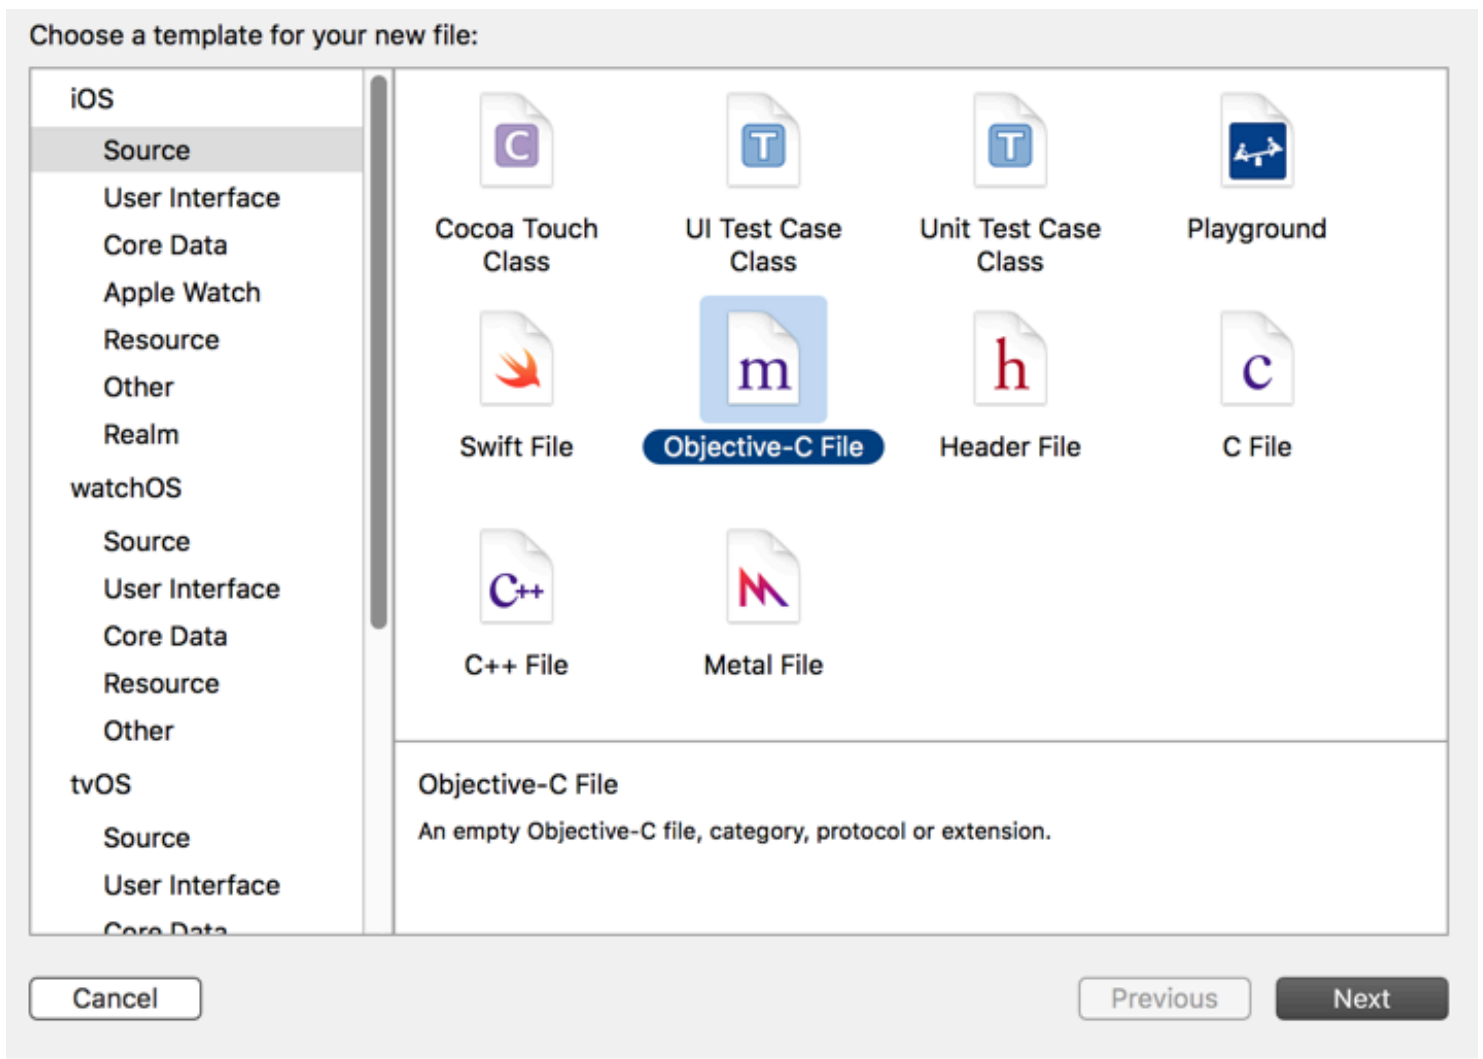 Choose a template for your new file:
iOS
Source
User Interface
Core Data
Apple Watch
Resource
Other
Realm
watchOS
Source
User Interface
Core Data
Resource
Other
tvOS
Source
User Interface
Core Data
C
T
T
Cocoa Touch
Class
UI Test Case
Class
Unit Test Case
Class
Playground
m
h
c
Swift File
Objective-C File
Header File
C File
C++
C++ File
Metal File
Objective-C File
An empty Objective-C file, category, protocol or extension.
Cancel
Previous
Next